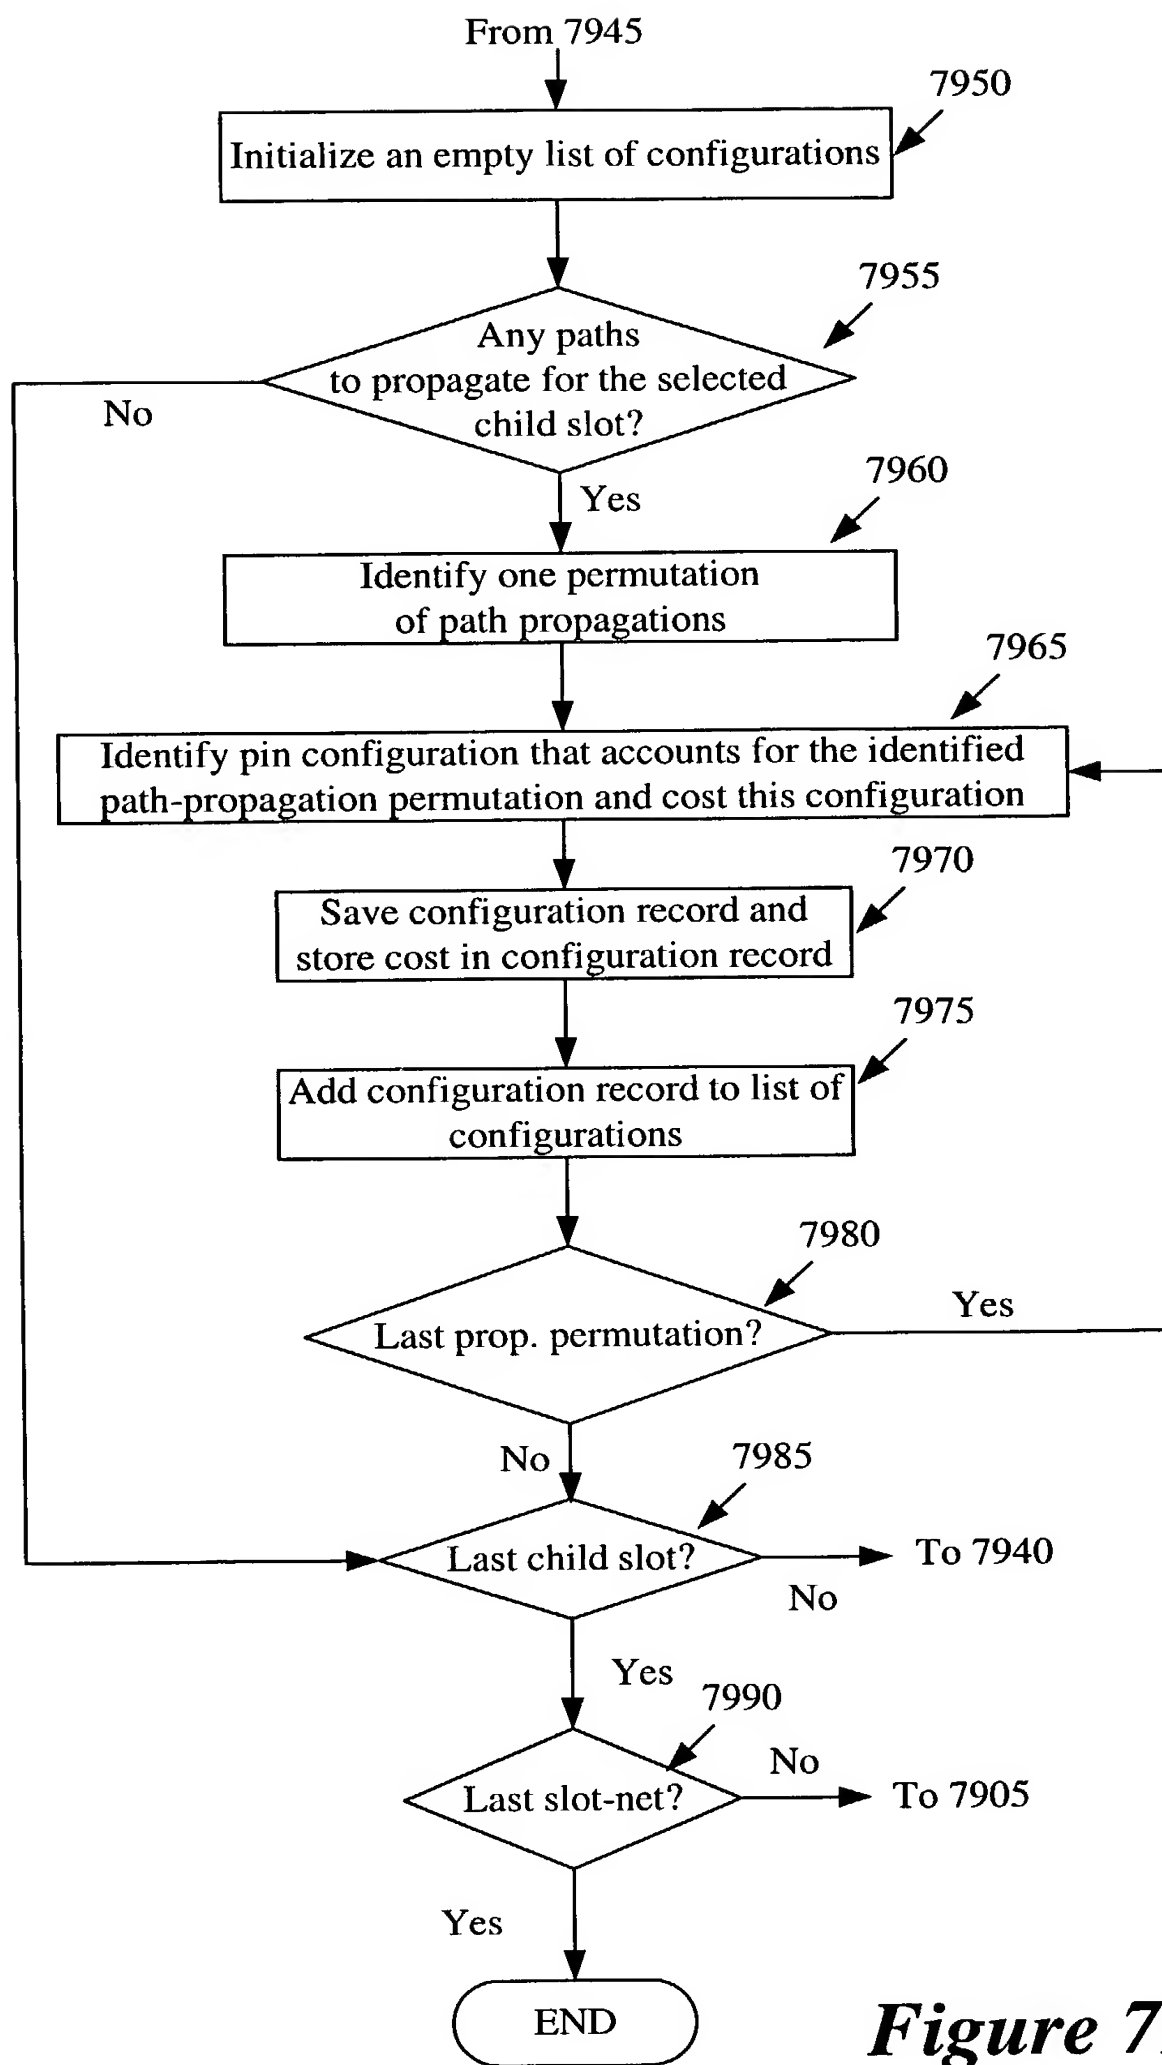 From 7945
7950
Initialize an empty list of configurations
7955
Any paths
to propagate for the selected
child slot?
No
Yes
7960
Identify one permutation
of path propagations
7965
Identify pin configuration that accounts for the identified
path-propagation permutation and cost this configuration
7970
Save configuration record and
store cost in configuration record
7975
Add configuration record to list of
configurations
7980
Last prop. permutation?
Yes
No
7985
Last child slot?
To 7940
No
Yes
7990
Last slot-net?
No
To 7905
Yes
END
Figure 7